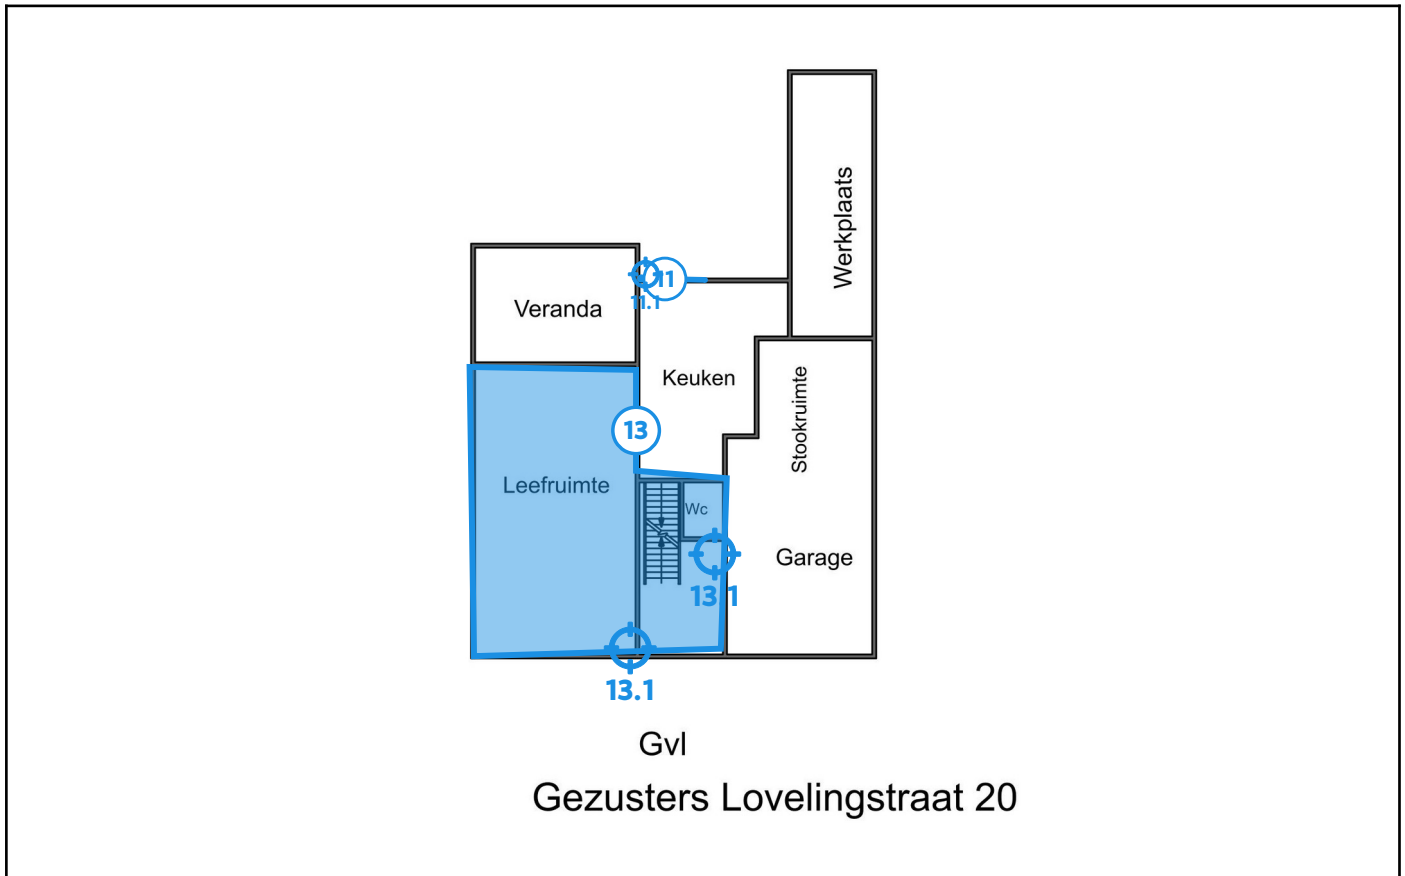 Werkplaats
11
11.1
Veranda
Keuken
Stookruimte
13
Leefruimte
Wc
Garage
13.1
13.1
Gvl
Gezusters Lovelingstraat 20